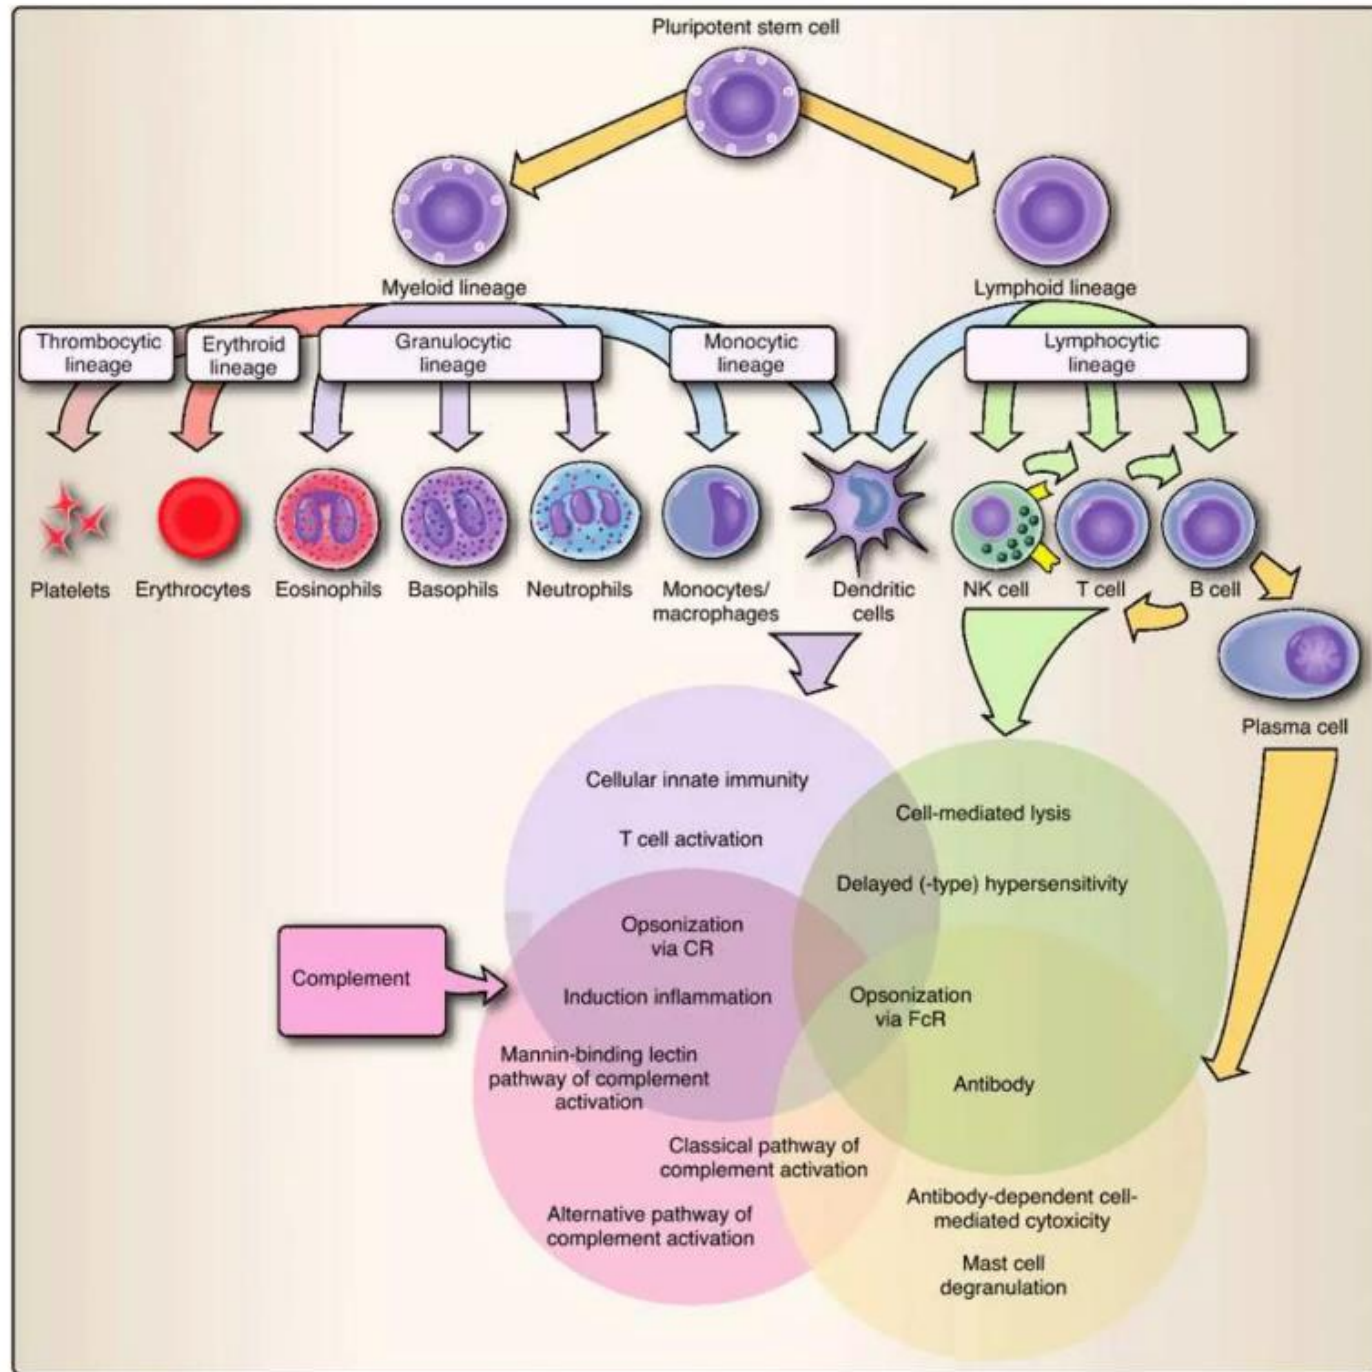 Pluripotent stem cell
Myeloid lineage
Lymphoid lineage
Thrombocytic
lineage
Erythroid
lineage
Granulocytic
lineage
Monocytic
lineage
Lymphocytic
lineage
Platelets
Erythrocytes
Eosinophils
Basophils
Neutrophils
Monocytes/
macrophages
Dendritic
cells
NK cell
T cell
B cell
Plasma cell
Cellular innate immunity
T cell activation
Cell-mediated lysis
Delayed (-type) hypersensitivity
Opsonization
via CR
Complement
Induction inflammation
Opsonization
via FcR
Mannin-binding lectin
pathway of complement
activation
Antibody
Classical pathway of
complement activation
Alternative pathway of
complement activation
Antibody-dependent cell-
mediated cytoxicity
Mast cell
degranulation